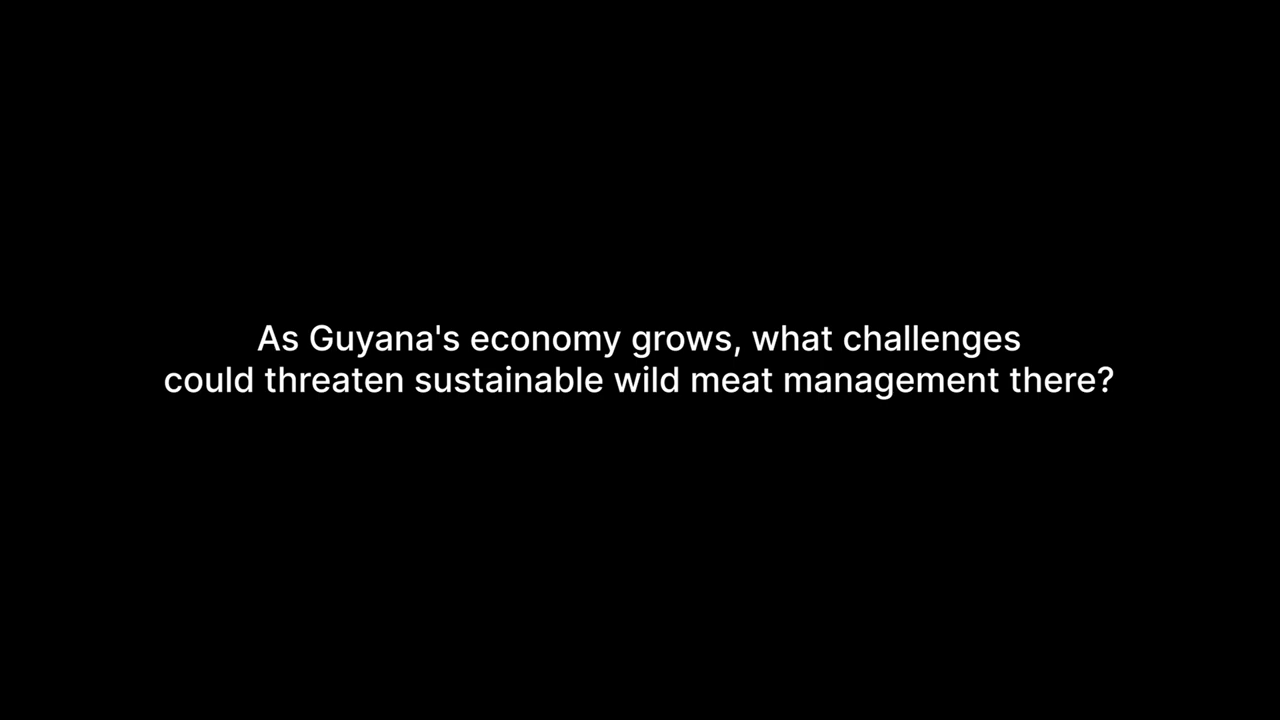 As Guyana's economy grows, what challenges
could threaten sustainable wild meat management there?